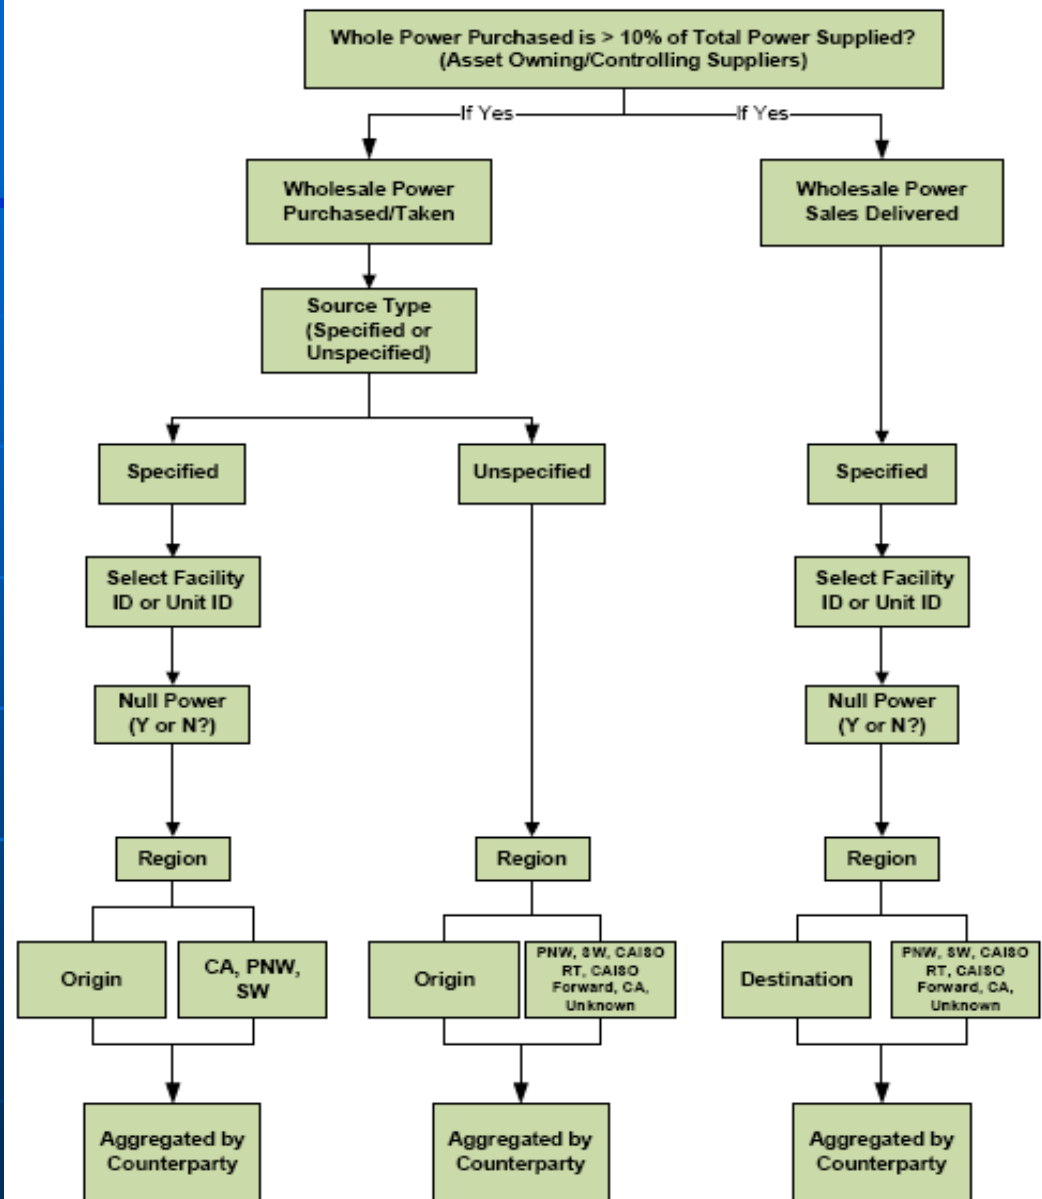 Whole Power Purchased is > 10% of Total Power Supplied?
(Asset Owning/Controlling Suppliers)
If Yes
If Yes
Wholesale Power
Purchased/Taken
Wholesale Power
Sales Delivered
Source Type
(Specified or
Unspecified)
Specified
Unspecified
Specified
Select Facility
ID or Unit ID
Select Facility
ID or Unit ID
Null Power
(Y or N?)
Null Power
(Y or N?)
Region
Region
Region
Origin
CA, PNW,
SW
Origin
PNW, SW, CAISO
RT, CAISO
Forward, CA,
Unknown
Destination
PNW, SW, CAISO
RT, CAISO
Forward, CA,
Unknown
Aggregated by
Counterparty
Aggregated by
Counterparty
Aggregated by
Counterparty